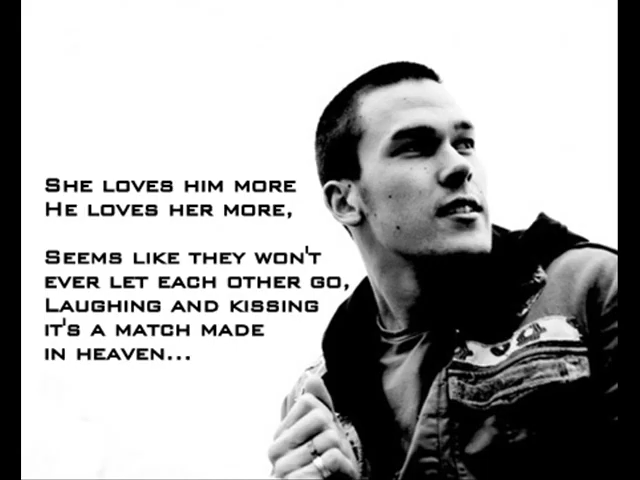 She loves him more
He loves her more,
Seems like they won't
ever let each other go,
Laughing and kissing
it's a match made
in heaven...